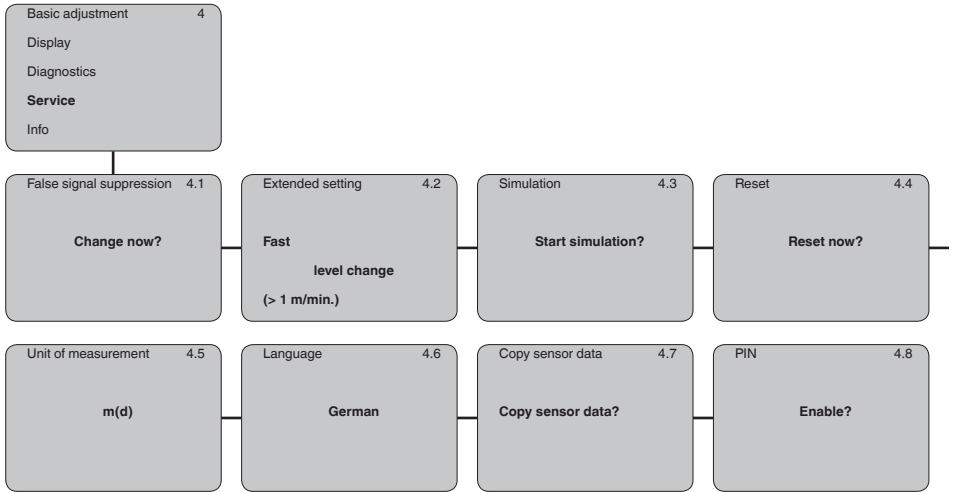 Basic adjustment 4
Display
Diagnostics
Service
Info
False signal suppression 4.1
Change now?
Extended setting 4.2
Fast
level change
(> 1 m/min.)
Simulation 4.3
Start simulation?
Reset 4.4
Reset now?
Unit of measurement 4.5
m(d)
Language 4.6
German
Copy sensor data 4.7
Copy sensor data?
PIN 4.8
Enable?